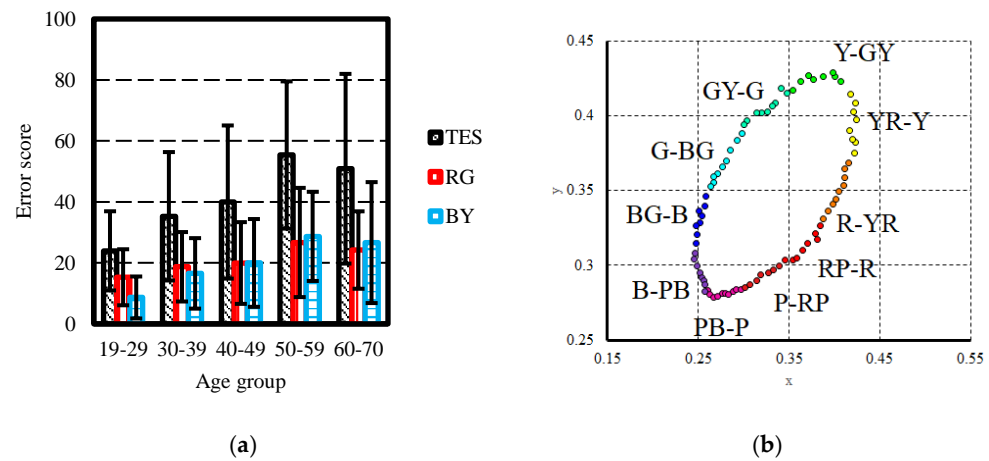 100
80
60
40
20
0
Error score
19-29 30-39 40-49 50-59 60-70
Age group
TES
RG
BY
(a)
0.45
0.4
0.35
0.3
0.25
y
0.15 0.25 0.35 0.45 0.55
x
Y-GY
GY-G
YR-Y
G-BG
BG-B
R-YR
RP-R
B-PB
P-RP
PB-P
(b)